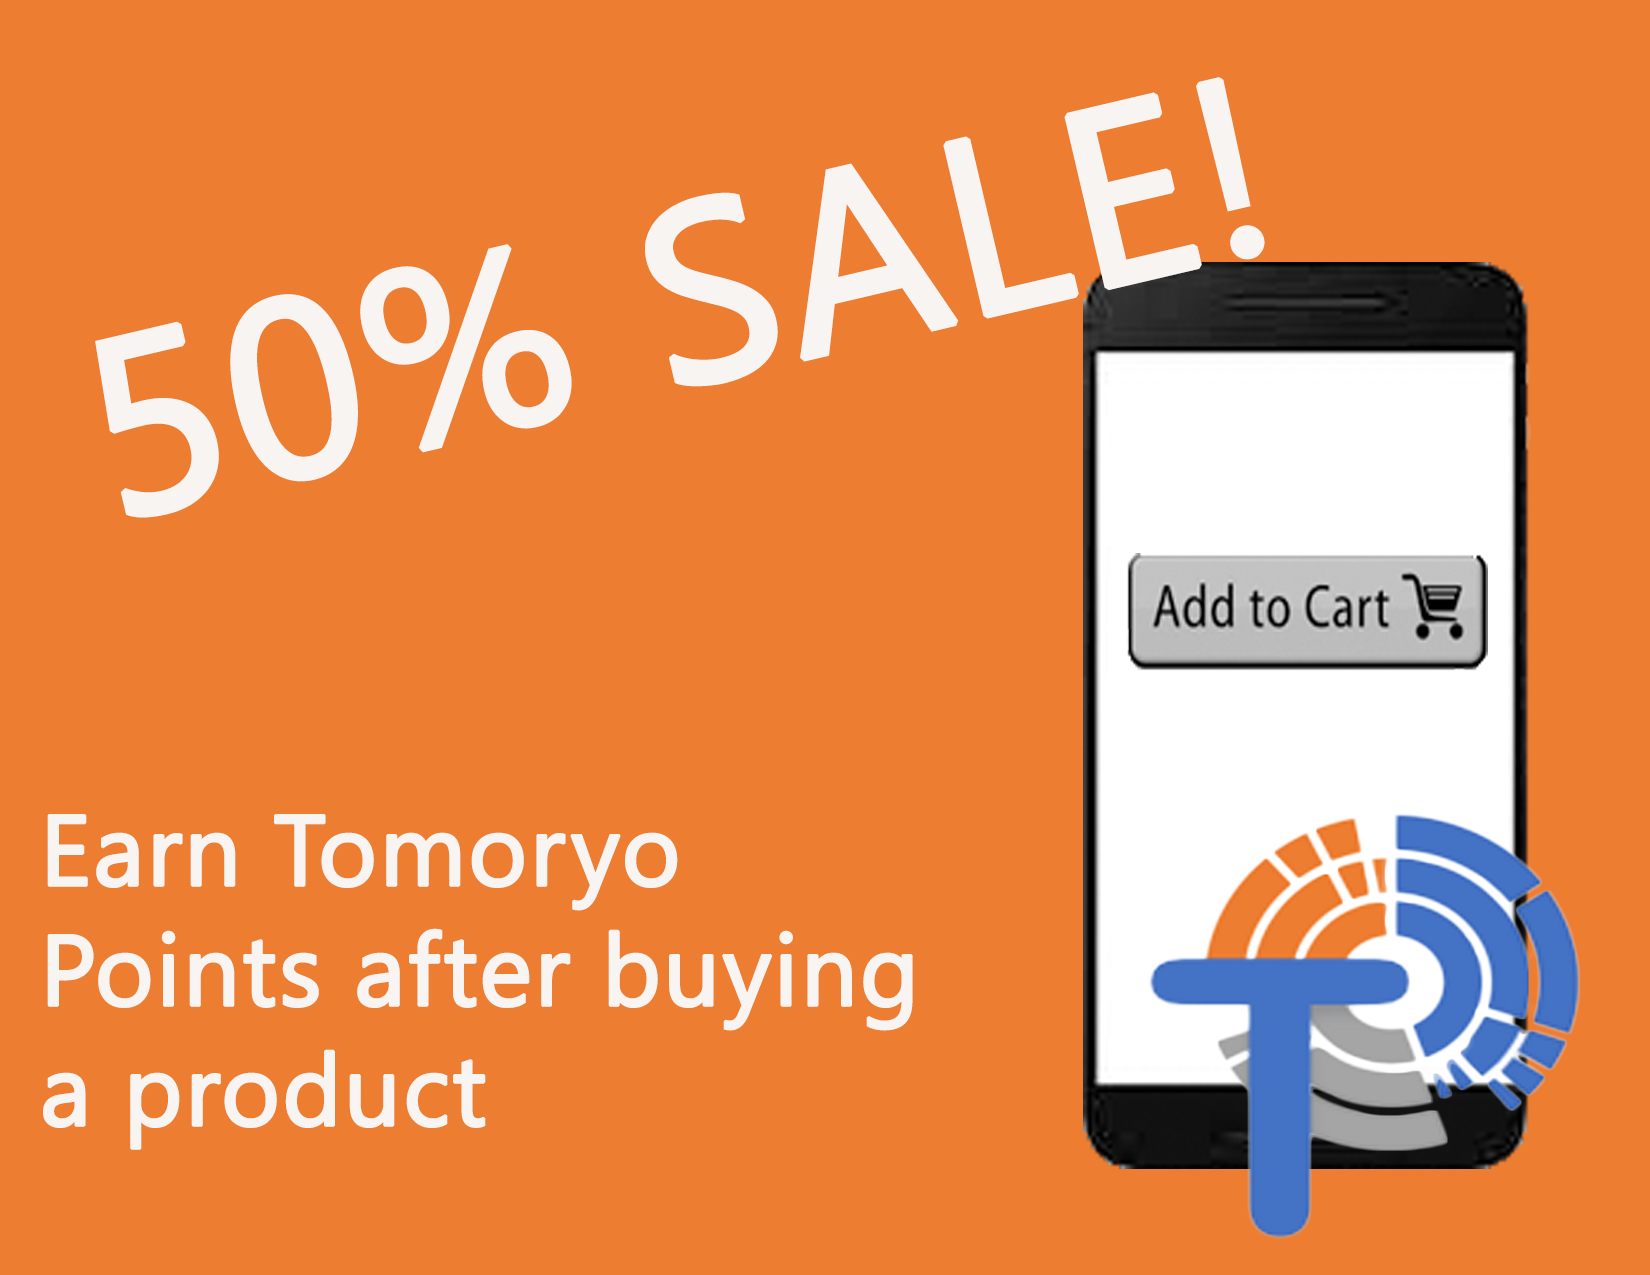 50% SALE!
Add to Cart
Earn Tomoryo
Points after buying
a product
T